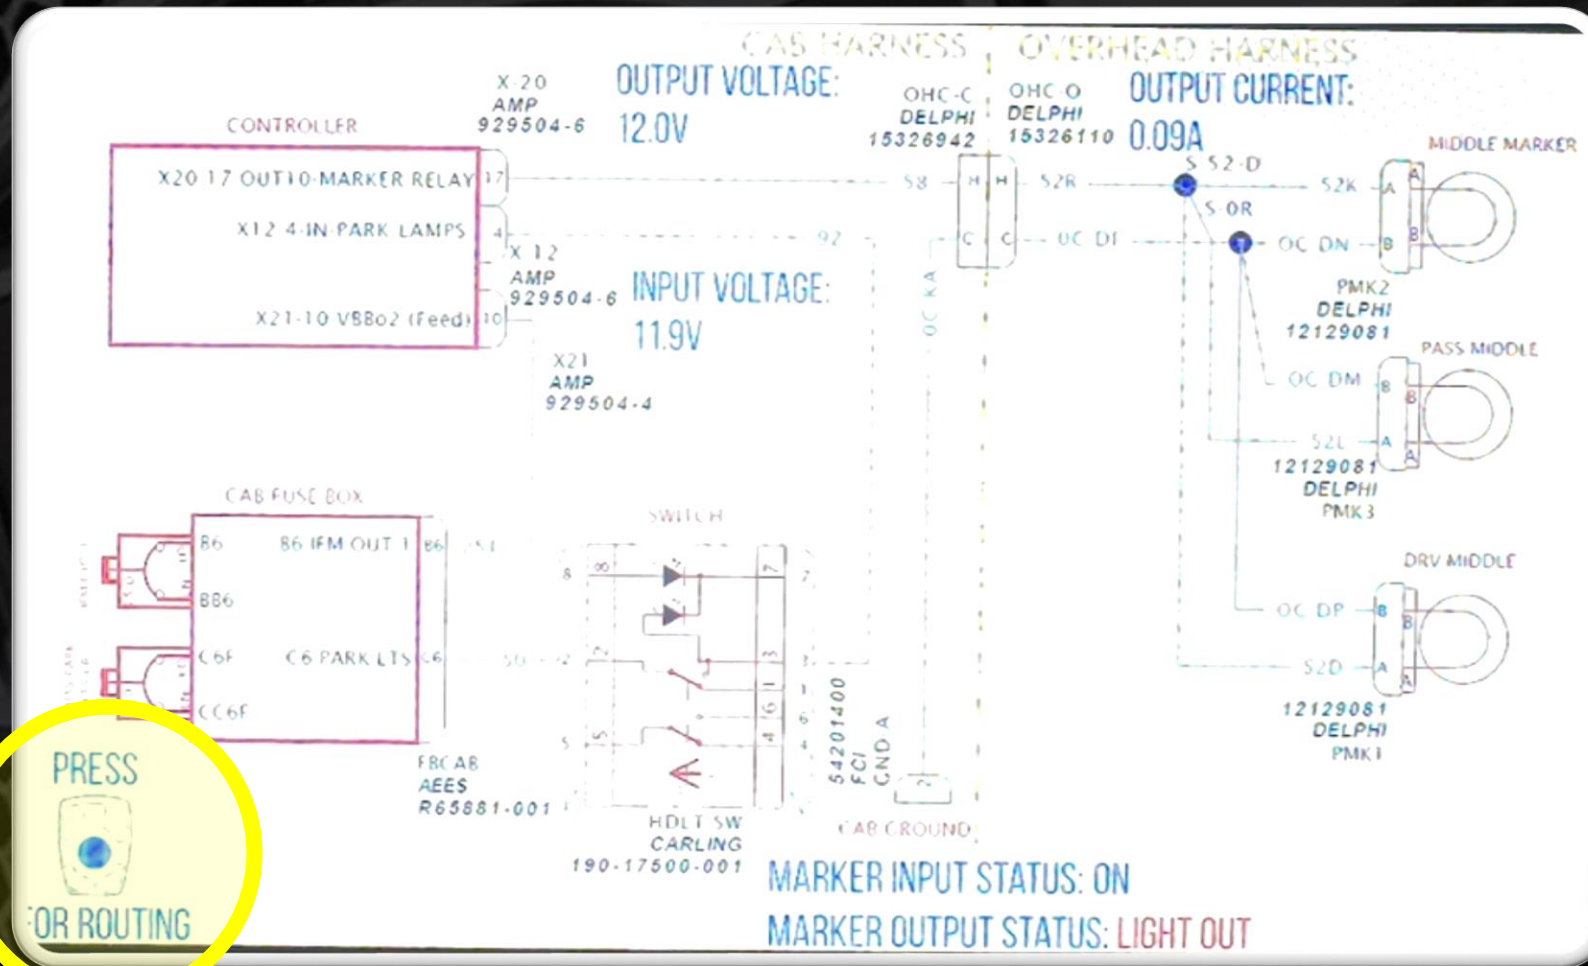 CAB HARNESS
OVERHEAD HARNESS
X-20
AMP
929504-6
OUTPUT VOLTAGE:
12.0V
OHC-C
DELPHI
15326942
OHC-O
DELPHI
15326110
OUTPUT CURRENT:
0.09A
CONTROLLER
X20 17 OUT10-MARKER RELAY
17
58
H
H
52R
S 52-D
52K
A
A
MIDDLE MARKER
X12 4-IN-PARK LAMPS
4
92
C
C
S-0R
OC DN
B
B
X 12
AMP
929504-6
INPUT VOLTAGE:
11.9V
OC KA
PMK2
DELPHI
12129081
X21-10 VBBo2 (Feed)
10
X21
AMP
929504-4
PASS MIDDLE
OC DM
B
B
52L
A
A
12129081
DELPHI
PMK3
CAB FUSE BOX
SWITCH
B6
B6 IFM OUT 1
B6
8
8
7
7
BB6
DRV MIDDLE
OC DP
B
B
C6F
C6 PARK LTS
C6
50
2
2
3
3
52D
A
A
1
1
CC6F
6
6
5
5
4
4
12129081
DELPHI
PMK1
FBCAB
AEES
R65881-001
54201400
FCI
GND A
2
HDLT SW
CARLING
190-17500-001
CAB GROUND
PRESS
FOR ROUTING
MARKER INPUT STATUS: ON
MARKER OUTPUT STATUS: LIGHT OUT